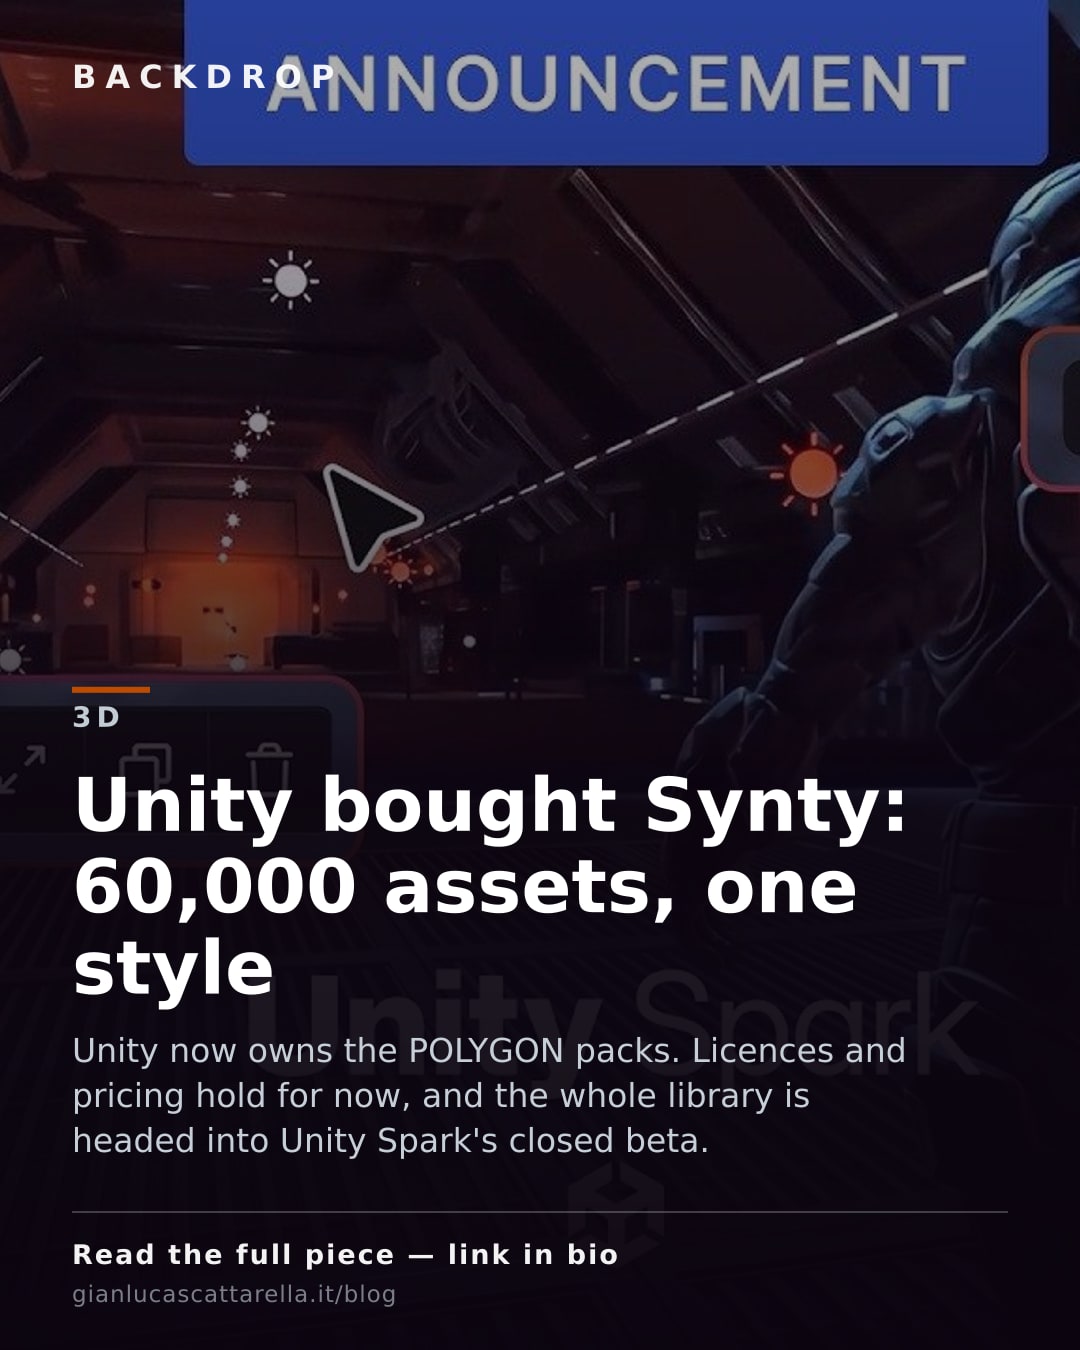 BACKDROP
ANNOUNCEMENT
3D
Unity bought Synty:
60,000 assets, one
style
Unity Spark
Unity now owns the POLYGON packs. Licences and
pricing hold for now, and the whole library is
headed into Unity Spark's closed beta.
Read the full piece — link in bio
gianlucascattarella.it/blog